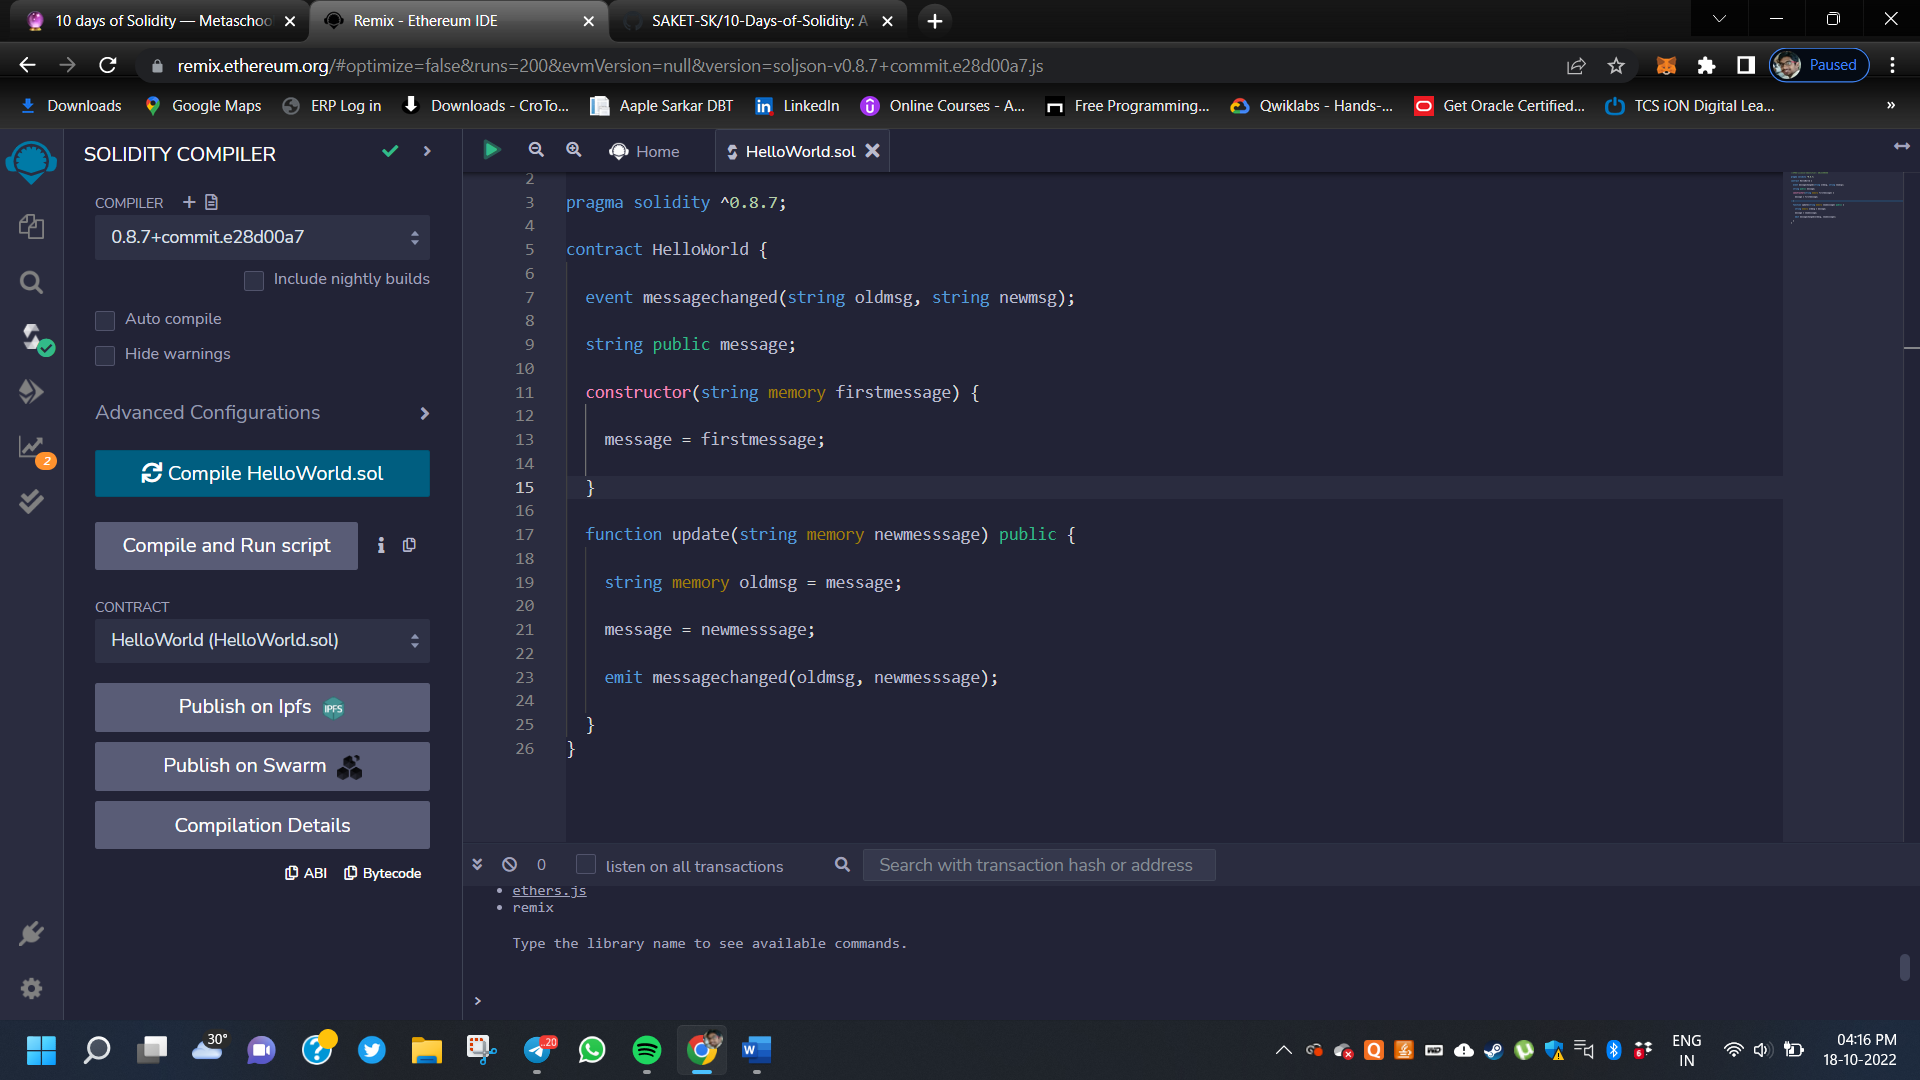 10 days of Solidity — Metaschoo
Remix - Ethereum IDE
SAKET-SK/10-Days-of-Solidity: A
remix.ethereum.org/#optimize=false&runs=200&evmVersion=null&version=soljson-v0.8.7+commit.e28d00a7.js
Paused
Downloads
Google Maps
ERP Log in
Downloads - CroTo...
Aaple Sarkar DBT
LinkedIn
Online Courses - A...
Free Programming...
Qwiklabs - Hands-...
Get Oracle Certified...
TCS iON Digital Lea...
»
SOLIDITY COMPILER
COMPILER
0.8.7+commit.e28d00a7
Include nightly builds
Auto compile
Hide warnings
Advanced Configurations
Compile HelloWorld.sol
Compile and Run script
CONTRACT
HelloWorld (HelloWorld.sol)
Publish on Ipfs IPFS
Publish on Swarm
Compilation Details
ABI
Bytecode
2
Home
HelloWorld.sol
2
3 pragma solidity ^0.8.7;
4
5 contract HelloWorld {
6
7 event messagechanged(string oldmsg, string newmsg);
8
9 string public message;
10
11 constructor(string memory firstmessage) {
12
13 message = firstmessage;
14
15 }
16
17 function update(string memory newmesssage) public {
18
19 string memory oldmsg = message;
20
21 message = newmesssage;
22
23 emit messagechanged(oldmsg, newmesssage);
24
25 }
26 }
0
listen on all transactions
Search with transaction hash or address
• ethers.js
• remix
Type the library name to see available commands.
>
30°
20
ENG
IN
04:16 PM
18-10-2022